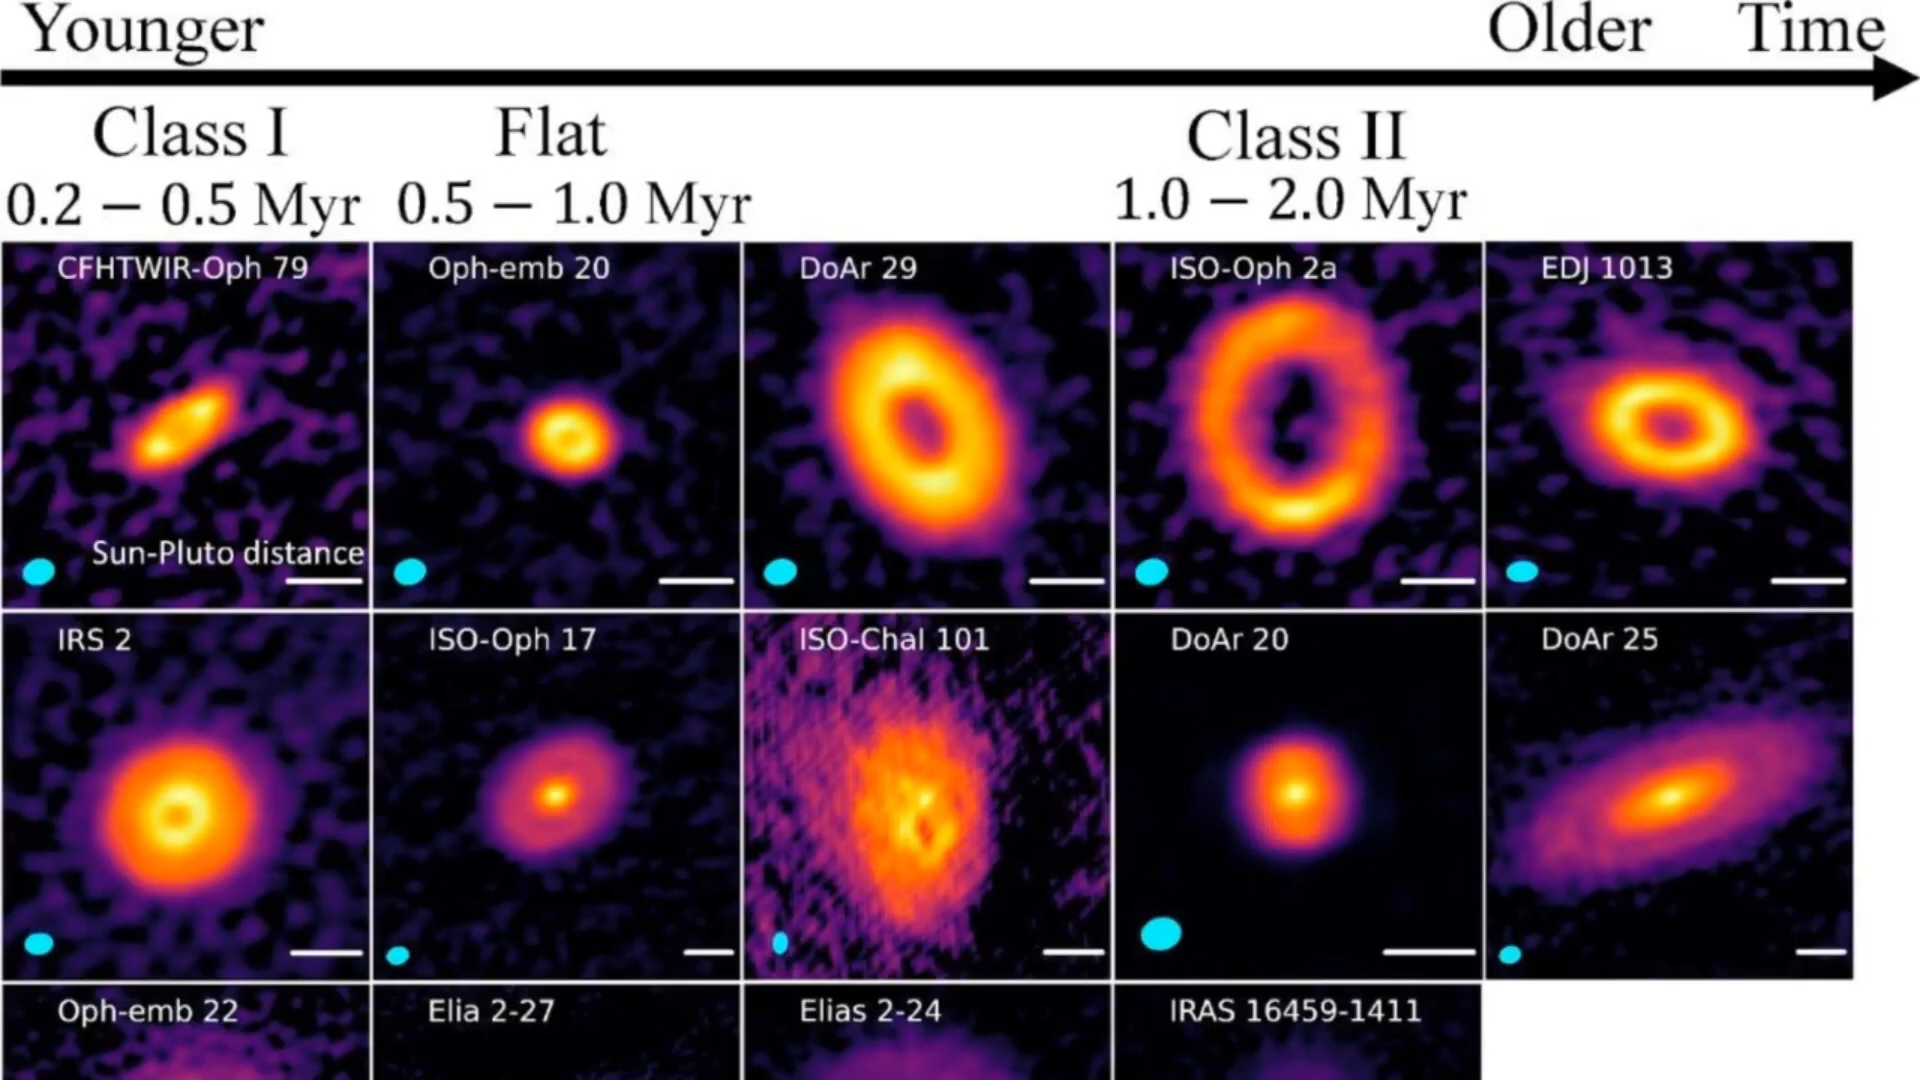 Younger Older Time
Class I Flat Class II
0.2 – 0.5 Myr 0.5 – 1.0 Myr 1.0 – 2.0 Myr
CFHTWIR-Oph 79 Oph-emb 20 DoAr 29 ISO-Oph 2a EDJ 1013
Sun-Pluto distance
IRS 2 ISO-Oph 17 ISO-ChaI 101 DoAr 20 DoAr 25
Oph-emb 22 Elia 2-27 Elias 2-24 IRAS 16459-1411